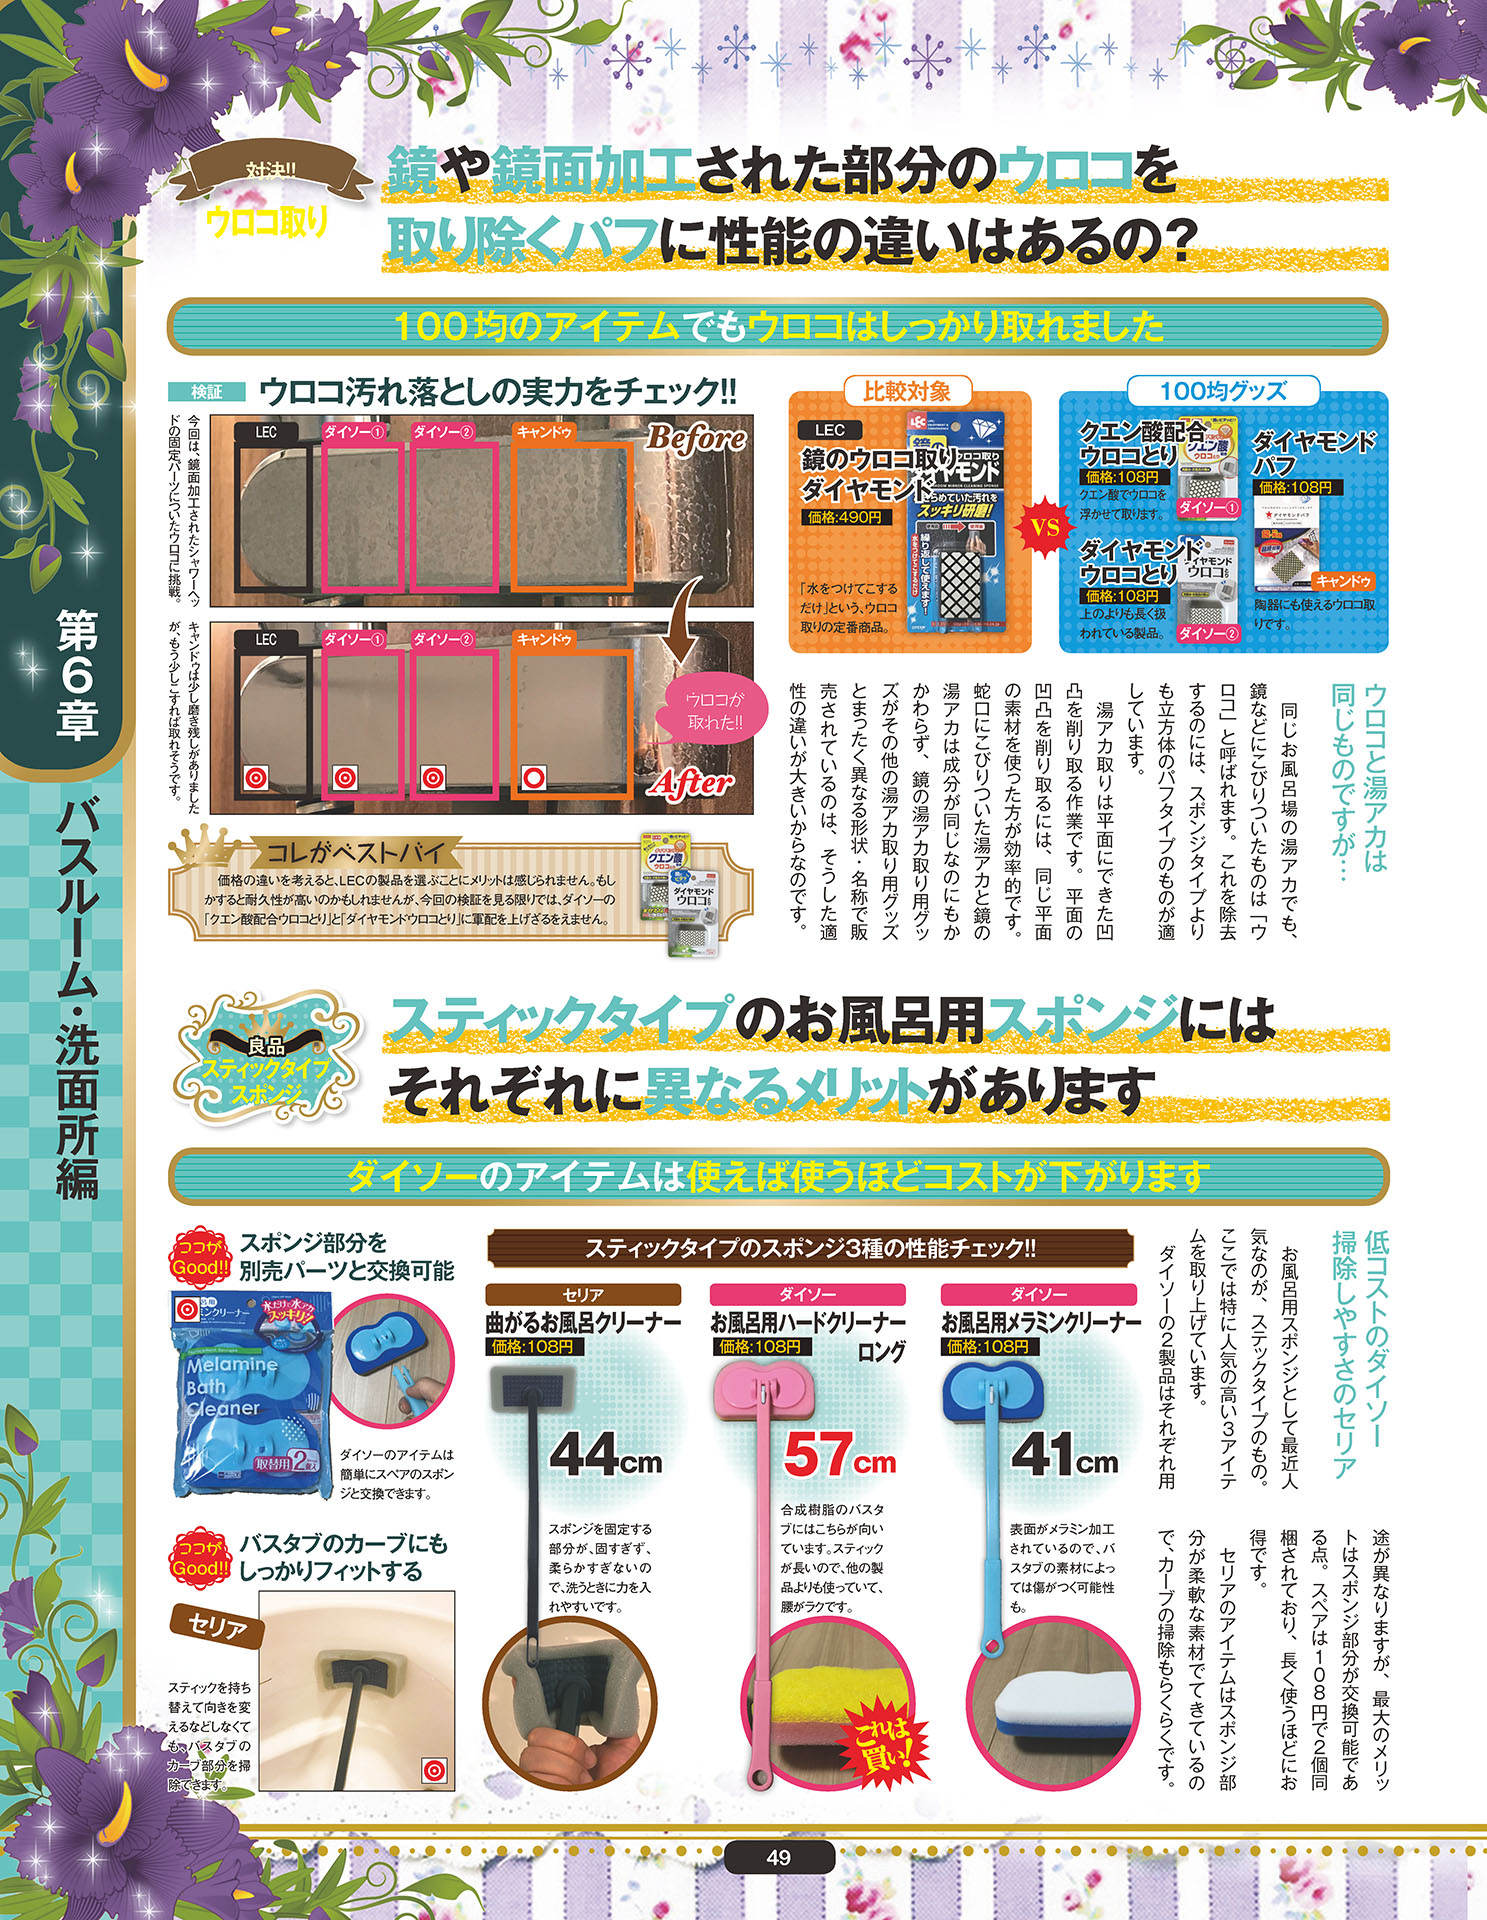 第6章
バスルーム・洗面所編
対決!!
ウロコ取り
鏡や鏡面加工された部分のウロコを
取り除くパフに性能の違いはあるの？
100均のアイテムでもウロコはしっかり取れました
検証
ウロコ汚れ落としの実力をチェック!!
今回は、鏡面加工されたシャワーヘッ
ドの固定パーツについたウロコに挑戦。
LEC
ダイソー①
ダイソー②
キャンドゥ
Before
キャンドゥは少し磨き残しがありました
が、もう少しこすれば取れそうです。
LEC
ダイソー①
ダイソー②
キャンドゥ
ウロコが
取れた!!
After
比較対象
LEC
鏡のウロコ取り
ダイヤモンド
価格:490円
「水をつけてこする
だけ」という、ウロコ
取りの定番商品。
スッキリ研磨!
繰り返して使えます!
VS
100均グッズ
クエン酸配合
ウロコとり
価格:108円
クエン酸でウロコを
浮かせて取ります。
ダイソー①
ダイヤモンド
ウロコとり
価格:108円
上のよりも長く扱
われている製品。
ダイソー②
ダイヤモンド
パフ
価格:108円
キャンドゥ
陶器にも使えるウロコ取
りです。
ウロコと湯アカは
同じものですが…
同じお風呂場の湯アカでも、
鏡などにこびりついたものは「ウ
ロコ」と呼ばれます。これを除去
するのには、スポンジタイプより
も立方体のパフタイプのものが適
しています。
湯アカ取りは平面にできた凹
凸を削り取る作業です。平面の
凹凸を削り取るには、同じ平面
の素材を使った方が効率的です。
蛇口にこびりついた湯アカと鏡の
湯アカは成分が同じなのにもか
かわらず、鏡の湯アカ取り用グッ
ズがその他の湯アカ取り用グッズ
とまったく異なる形状・名称で販
売されているのは、そうした適
性の違いが大きいからなのです。
コレがベストバイ
価格の違いを考えると、LECの製品を選ぶことにメリットは感じられません。もし
かすると耐久性が高いのかもしれませんが、今回の検証を見る限りでは、ダイソーの
「クエン酸配合ウロコとり」と「ダイヤモンドウロコとり」に軍配を上げざるをえません。
良品
スティックタイプ
スポンジ
スティックタイプのお風呂用スポンジには
それぞれに異なるメリットがあります
ダイソーのアイテムは使えば使うほどコストが下がります
ココが
Good!!
スポンジ部分を
別売パーツと交換可能
Melamine
Bath
Cleaner
取替用2個入
ダイソーのアイテムは
簡単にスペアのスポン
ジと交換できます。
ココが
Good!!
バスタブのカーブにも
しっかりフィットする
セリア
スティックを持ち
替えて向きを変
えるなどしなくて
も、バスタブの
カーブ部分を掃
除できます。
スティックタイプのスポンジ3種の性能チェック!!
セリア
曲がるお風呂クリーナー
価格:108円
44cm
スポンジを固定する
部分が、固すぎず、
柔らかすぎないの
で、洗うときに力を入
れやすいです。
ダイソー
お風呂用ハードクリーナー
ロング
価格:108円
57cm
合成樹脂のバスタ
ブにはこちらが向い
ています。スティック
が長いので、他の製
品よりも使っていて、
腰がラクです。
これは
買い!
ダイソー
お風呂用メラミンクリーナー
価格:108円
41cm
表面がメラミン加工
されているので、バ
スタブの素材によっ
ては傷がつく可能性
も。
低コストのダイソー
掃除しやすさのセリア
お風呂用スポンジとして最近人
気なのが、スティックタイプのもの。
ここでは特に人気の高い3アイテ
ムを取り上げています。
ダイソーの2製品はそれぞれ用
途が異なりますが、最大のメリッ
トはスポンジ部分が交換可能であ
る点。スペアは108円で2個同
梱されており、長く使うほどにお
得です。
セリアのアイテムはスポンジ部
分が柔軟な素材でできているの
で、カーブの掃除もらくらくです。
49